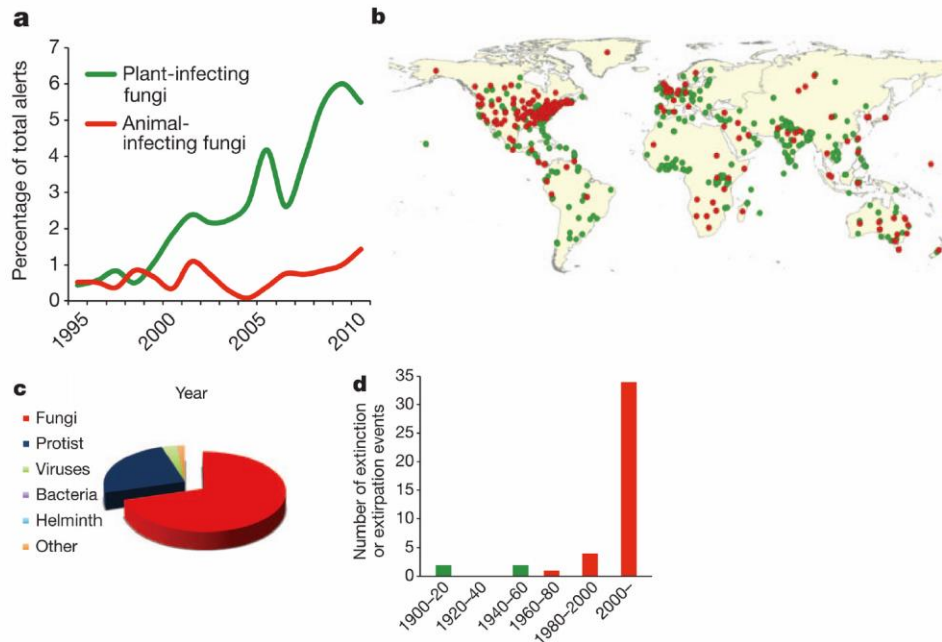 a
Percentage of total alerts
7
6
5
4
3
2
1
0
Plant-infecting
fungi
Animal-
infecting fungi
1995
2000
2005
2010
Year
b
c
Fungi
Protist
Viruses
Bacteria
Helminth
Other
d
Number of extinction
or extirpation events
35
30
25
20
15
10
5
0
1900–20
1920–40
1940–60
1960–80
1980–2000
2000–